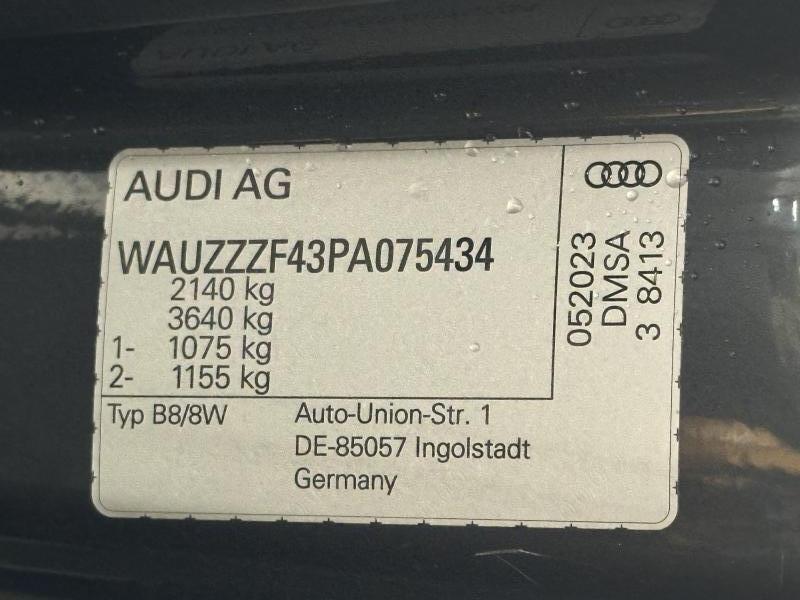 AUDI AG
WAUZZZF43PA075434
2140 kg
3640 kg
1- 1075 kg
2- 1155 kg
Typ B8/8W
Auto-Union-Str. 1
DE-85057 Ingolstadt
Germany
052023
DMSA
3 8413